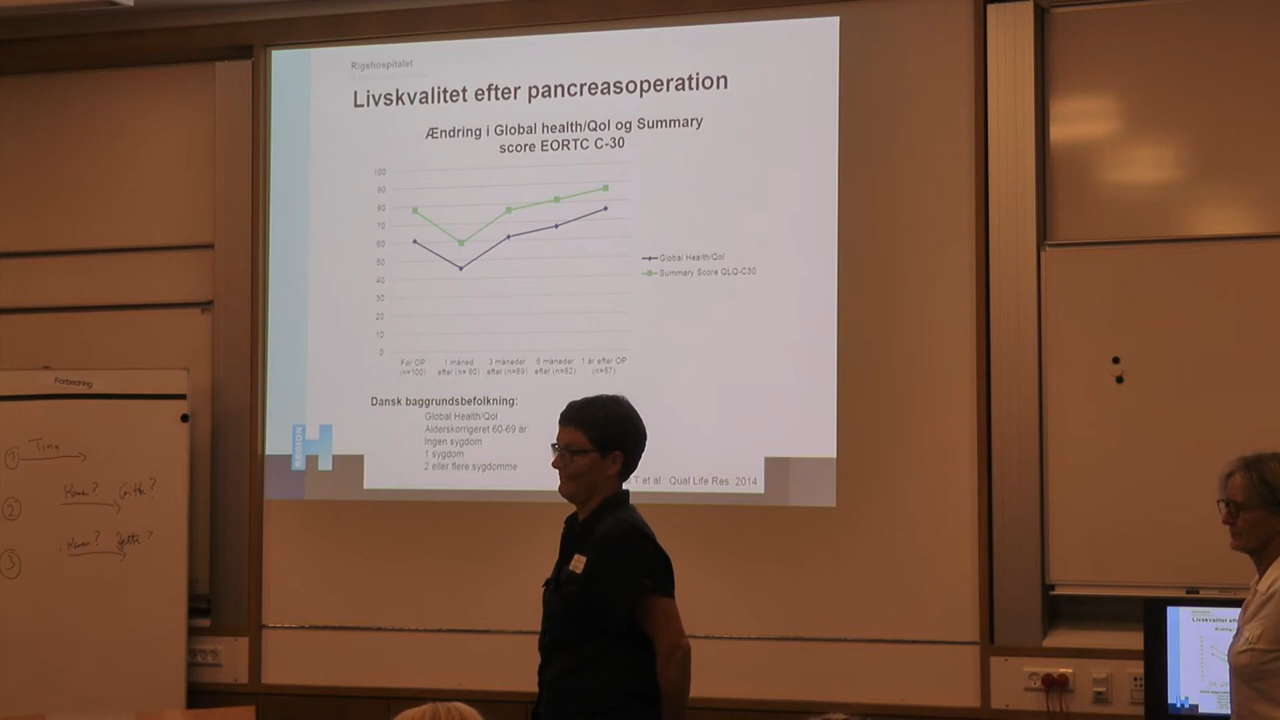 Rigshospitalet
Livskvalitet efter pancreasoperation
Ændring i Global health/Qol og Summary
score EORTC C-30
100
90
80
70
60
50
40
30
20
10
0
Før OP
(n=100)
1 måned
efter (n= 90)
3 måneder
efter (n=89)
6 måneder
efter (n=82)
1 år efter OP
(n=57)
Global Health/Qol
Summary Score QLQ-C30
Dansk baggrundsbefolkning:
Global Health/Qol
Alderskorrigeret 60-69 år:
Ingen sygdom
1 sygdom
2 eller flere sygdomme
T et al Qual Life Res. 2014
REGION
H
Forbedring
1 Tina
2
3
Livskvalitet eft